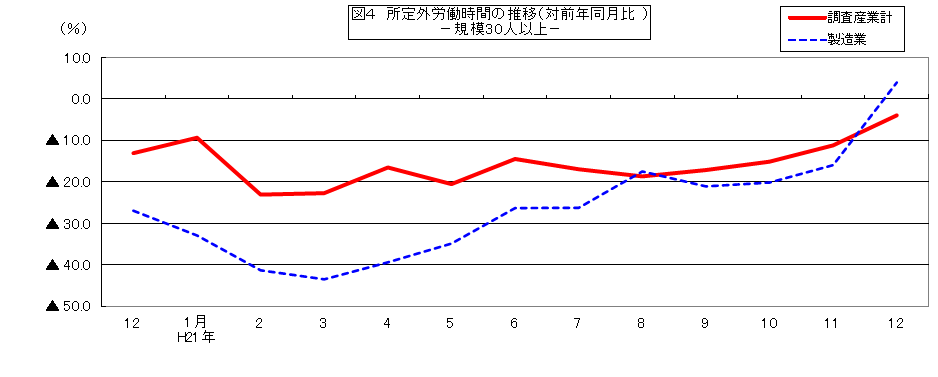 図4　所定外労働時間の推移（対前年同月比 ）
－規模30人以上－
（%）
調査産業計
製造業
10.0
0.0
▲ 10.0
▲ 20.0
▲ 30.0
▲ 40.0
▲ 50.0
12 1月 2 3 4 5 6 7 8 9 10 11 12
H21年